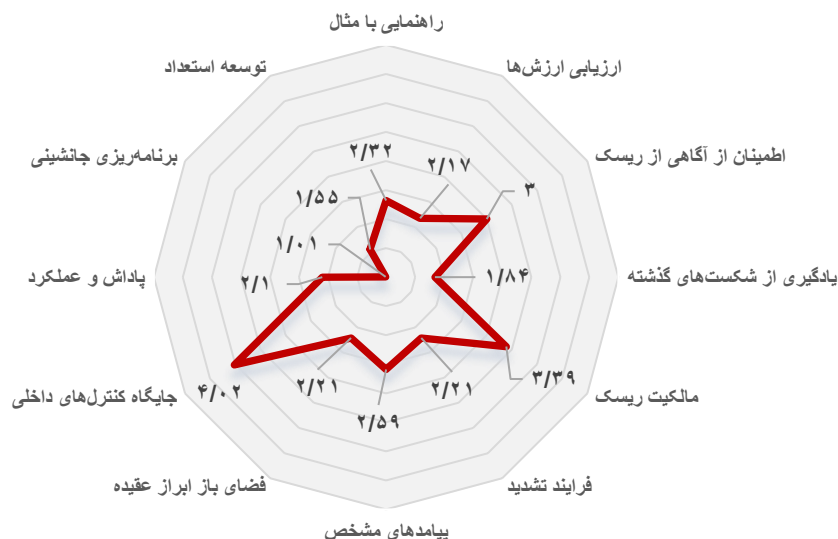 راهنمایی با مثال
ارزیابی ارزش‌ها
اطمینان از آگاهی از ریسک
یادگیری از شکست‌های گذشته
مالکیت ریسک
فرایند تشدید
پیامدهای مشخص
فضای باز ابراز عقیده
جایگاه کنترل‌های داخلی
پاداش و عملکرد
برنامه‌ریزی جانشینی
توسعه استعداد
۲/۳۲
۲/۱۷
۳
۱/۸۴
۳/۳۹
۲/۲۱
۲/۵۹
۲/۲۱
۴/۰۲
۲/۱
۱/۰۱
۱/۵۵